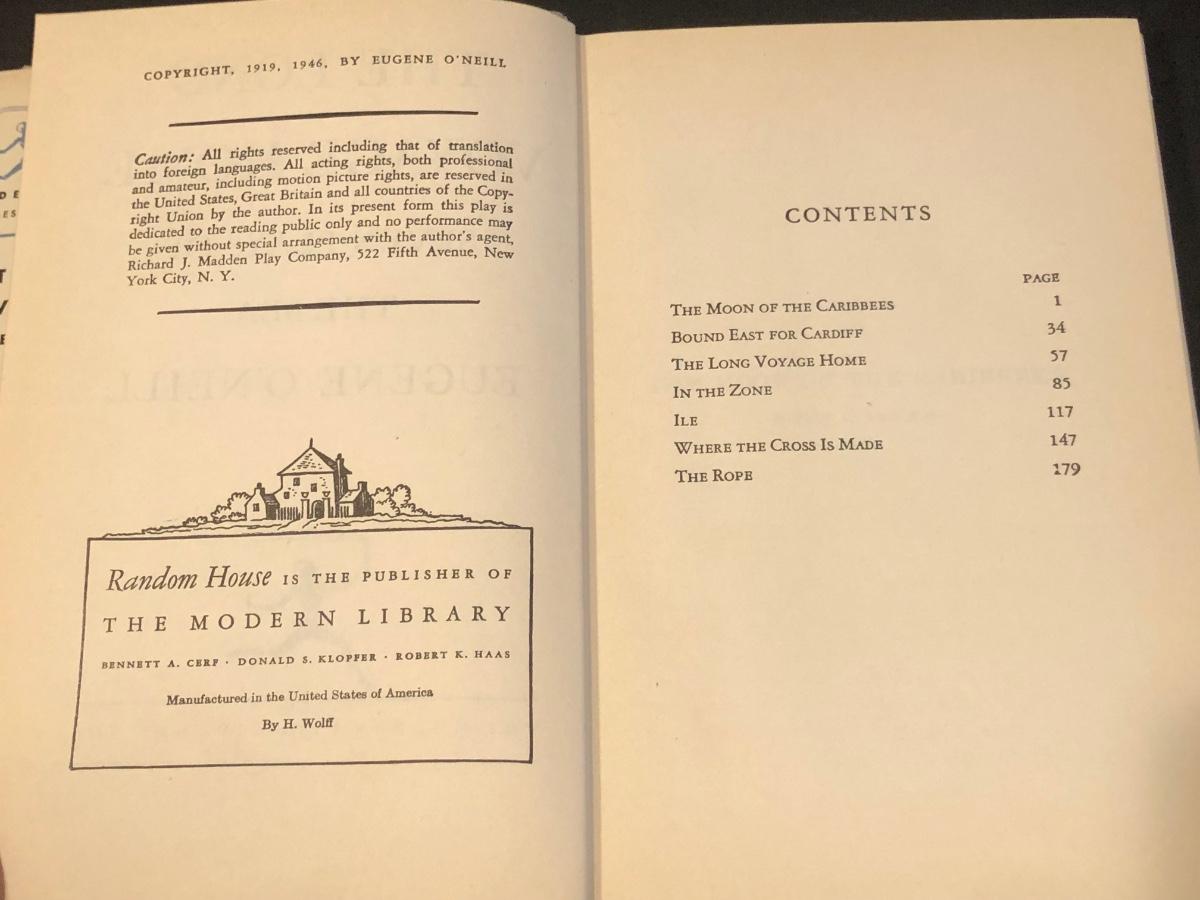 COPYRIGHT, 1919, 1946, BY EUGENE O'NEILL
Caution: All rights reserved including that of translation
into foreign languages. All acting rights, both professional
and amateur, including motion picture rights, are reserved in
the United States, Great Britain and all countries of the Copy-
right Union by the author. In its present form this play is
dedicated to the reading public only and no performance may
be given without special arrangement with the author's agent,
Richard J. Madden Play Company, 522 Fifth Avenue, New
York City, N. Y.
Random House IS THE PUBLISHER OF
THE MODERN LIBRARY
BENNETT A. CERF · DONALD S. KLOPFER · ROBERT K. HAAS
Manufactured in the United States of America
By H. Wolff
CONTENTS
PAGE
THE MOON OF THE CARIBBEES 1
BOUND EAST FOR CARDIFF 34
THE LONG VOYAGE HOME 57
IN THE ZONE 85
ILE 117
WHERE THE CROSS IS MADE 147
THE ROPE 179